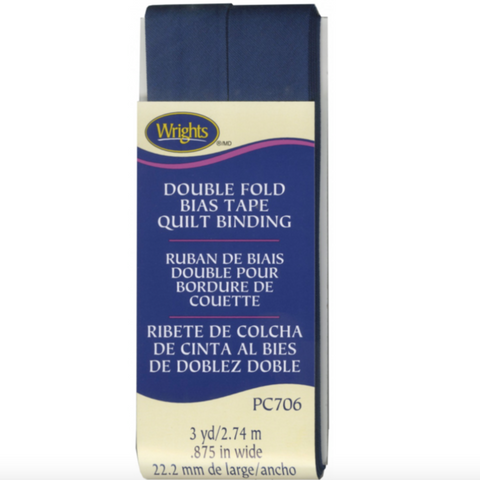 Wrights
®/MD
DOUBLE FOLD
BIAS TAPE
QUILT BINDING
RUBAN DE BIAIS
DOUBLE POUR
BORDURE DE
COUETTE
RIBETE DE COLCHA
DE CINTA AL BIES
DE DOBLEZ DOBLE
PC706
3 yd/2.74 m
.875 in wide
22.2 mm de large/ancho